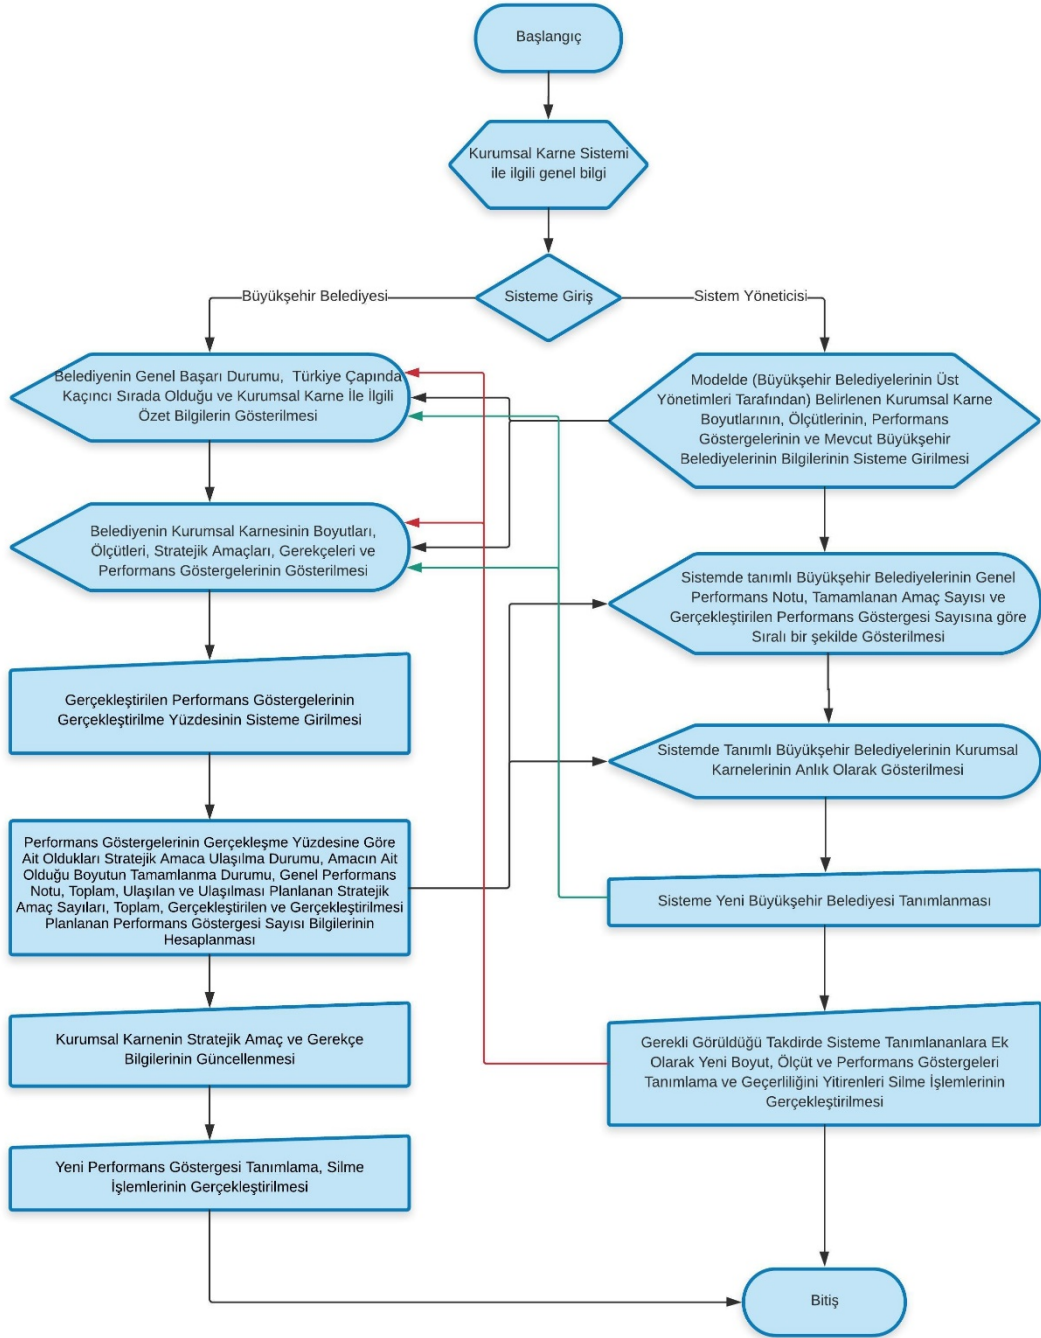 Başlangıç
Kurumsal Karne Sistemi
ile ilgili genel bilgi
Sisteme Giriş
Büyükşehir Belediyesi
Sistem Yöneticisi
Belediyenin Genel Başarı Durumu, Türkiye Çapında
Kaçıncı Sırada Olduğu ve Kurumsal Karne İle İlgili
Özet Bilgilerin Gösterilmesi
Belediyenin Kurumsal Karnesinin Boyutları,
Ölçütleri, Stratejik Amaçları, Gerekçeleri ve
Performans Göstergelerinin Gösterilmesi
Gerçekleştirilen Performans Göstergelerinin
Gerçekleştirilme Yüzdesinin Sisteme Girilmesi
Performans Göstergelerinin Gerçekleşme Yüzdesine Göre
Ait Oldukları Stratejik Amaca Ulaşılma Durumu, Amacın Ait
Olduğu Boyutun Tamamlanma Durumu, Genel Performans
Notu, Toplam, Ulaşılan ve Ulaşılması Planlanan Stratejik
Amaç Sayıları, Toplam, Gerçekleştirilen ve Gerçekleştirilmesi
Planlanan Performans Göstergesi Sayısı Bilgilerinin
Hesaplanması
Kurumsal Karnenin Stratejik Amaç ve Gerekçe
Bilgilerinin Güncellenmesi
Yeni Performans Göstergesi Tanımlama, Silme
İşlemlerinin Gerçekleştirilmesi
Modelde (Büyükşehir Belediyelerinin Üst
Yönetimleri Tarafından) Belirlenen Kurumsal Karne
Boyutlarının, Ölçütlerinin, Performans
Göstergelerinin ve Mevcut Büyükşehir
Belediyelerinin Bilgilerinin Sisteme Girilmesi
Sistemde tanımlı Büyükşehir Belediyelerinin Genel
Performans Notu, Tamamlanan Amaç Sayısı ve
Gerçekleştirilen Performans Göstergesi Sayısına göre
Sıralı bir şekilde Gösterilmesi
Sistemde Tanımlı Büyükşehir Belediyelerinin Kurumsal
Karnelerinin Anlık Olarak Gösterilmesi
Sisteme Yeni Büyükşehir Belediyesi Tanımlanması
Gerekli Görüldüğü Takdirde Sisteme Tanımlananlara Ek
Olarak Yeni Boyut, Ölçüt ve Performans Göstergeleri
Tanımlama ve Geçerliliğini Yitirenleri Silme İşlemlerinin
Gerçekleştirilmesi
Bitiş